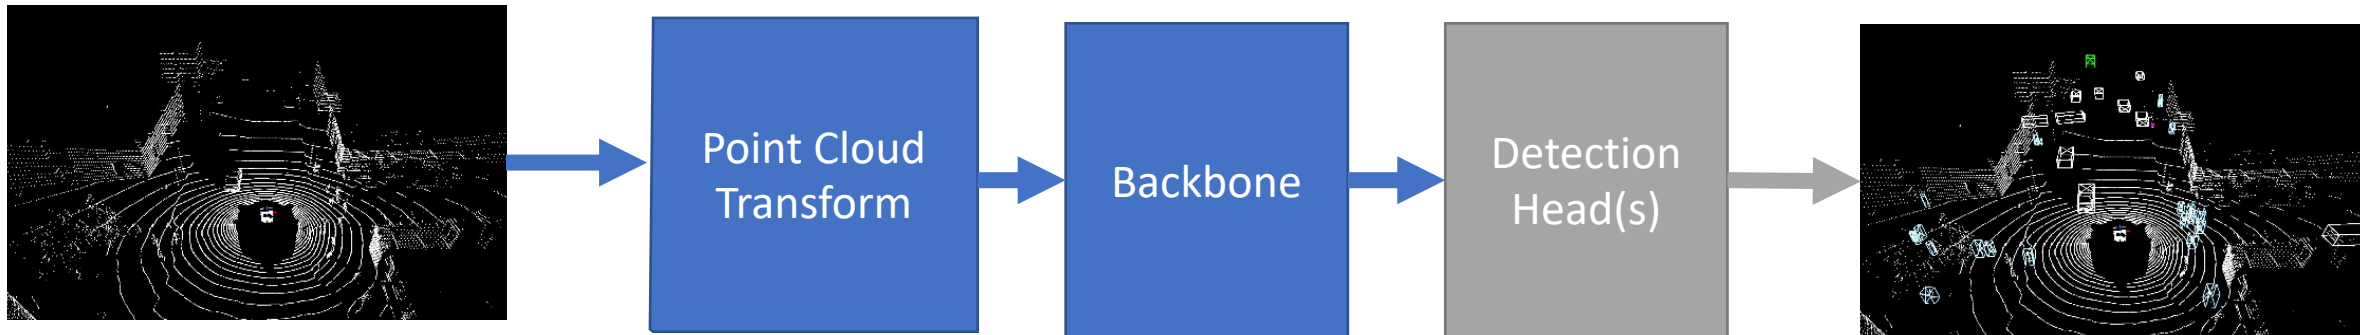 Point Cloud
Transform
Backbone
Detection
Head(s)